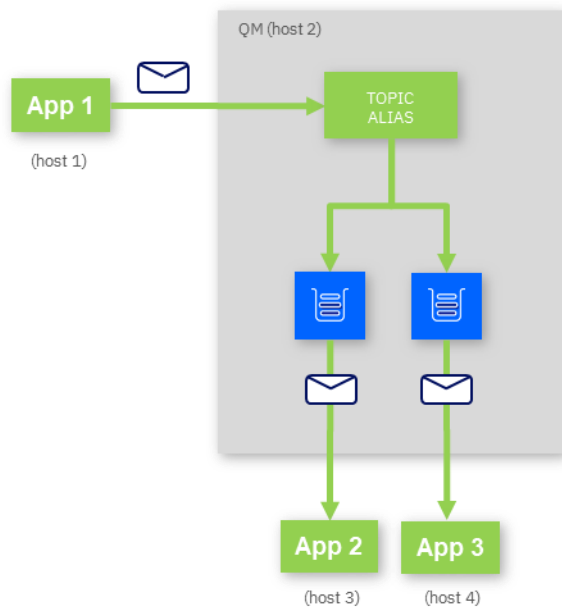 QM (host 2)
App 1
TOPIC
ALIAS
(host 1)
App 2
App 3
(host 3)
(host 4)